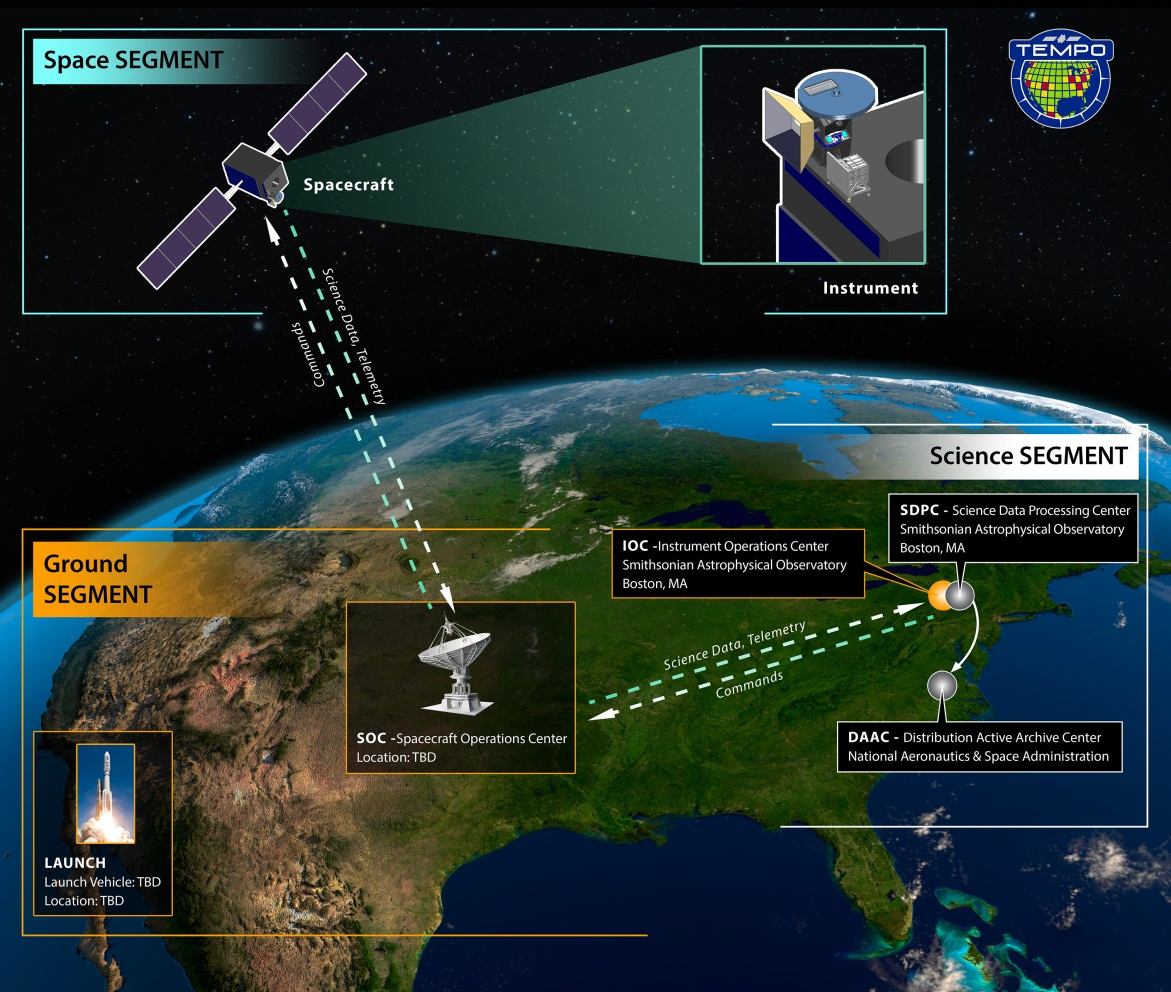 Space SEGMENT
TEMPO
Spacecraft
Instrument
Science Data, Telemetry
Commands
Science SEGMENT
SDPC - Science Data Processing Center
Smithsonian Astrophysical Observatory
Boston, MA
IOC -Instrument Operations Center
Smithsonian Astrophysical Observatory
Boston, MA
Ground
SEGMENT
Science Data, Telemetry
Commands
SOC -Spacecraft Operations Center
Location: TBD
DAAC - Distribution Active Archive Center
National Aeronautics & Space Administration
LAUNCH
Launch Vehicle: TBD
Location: TBD